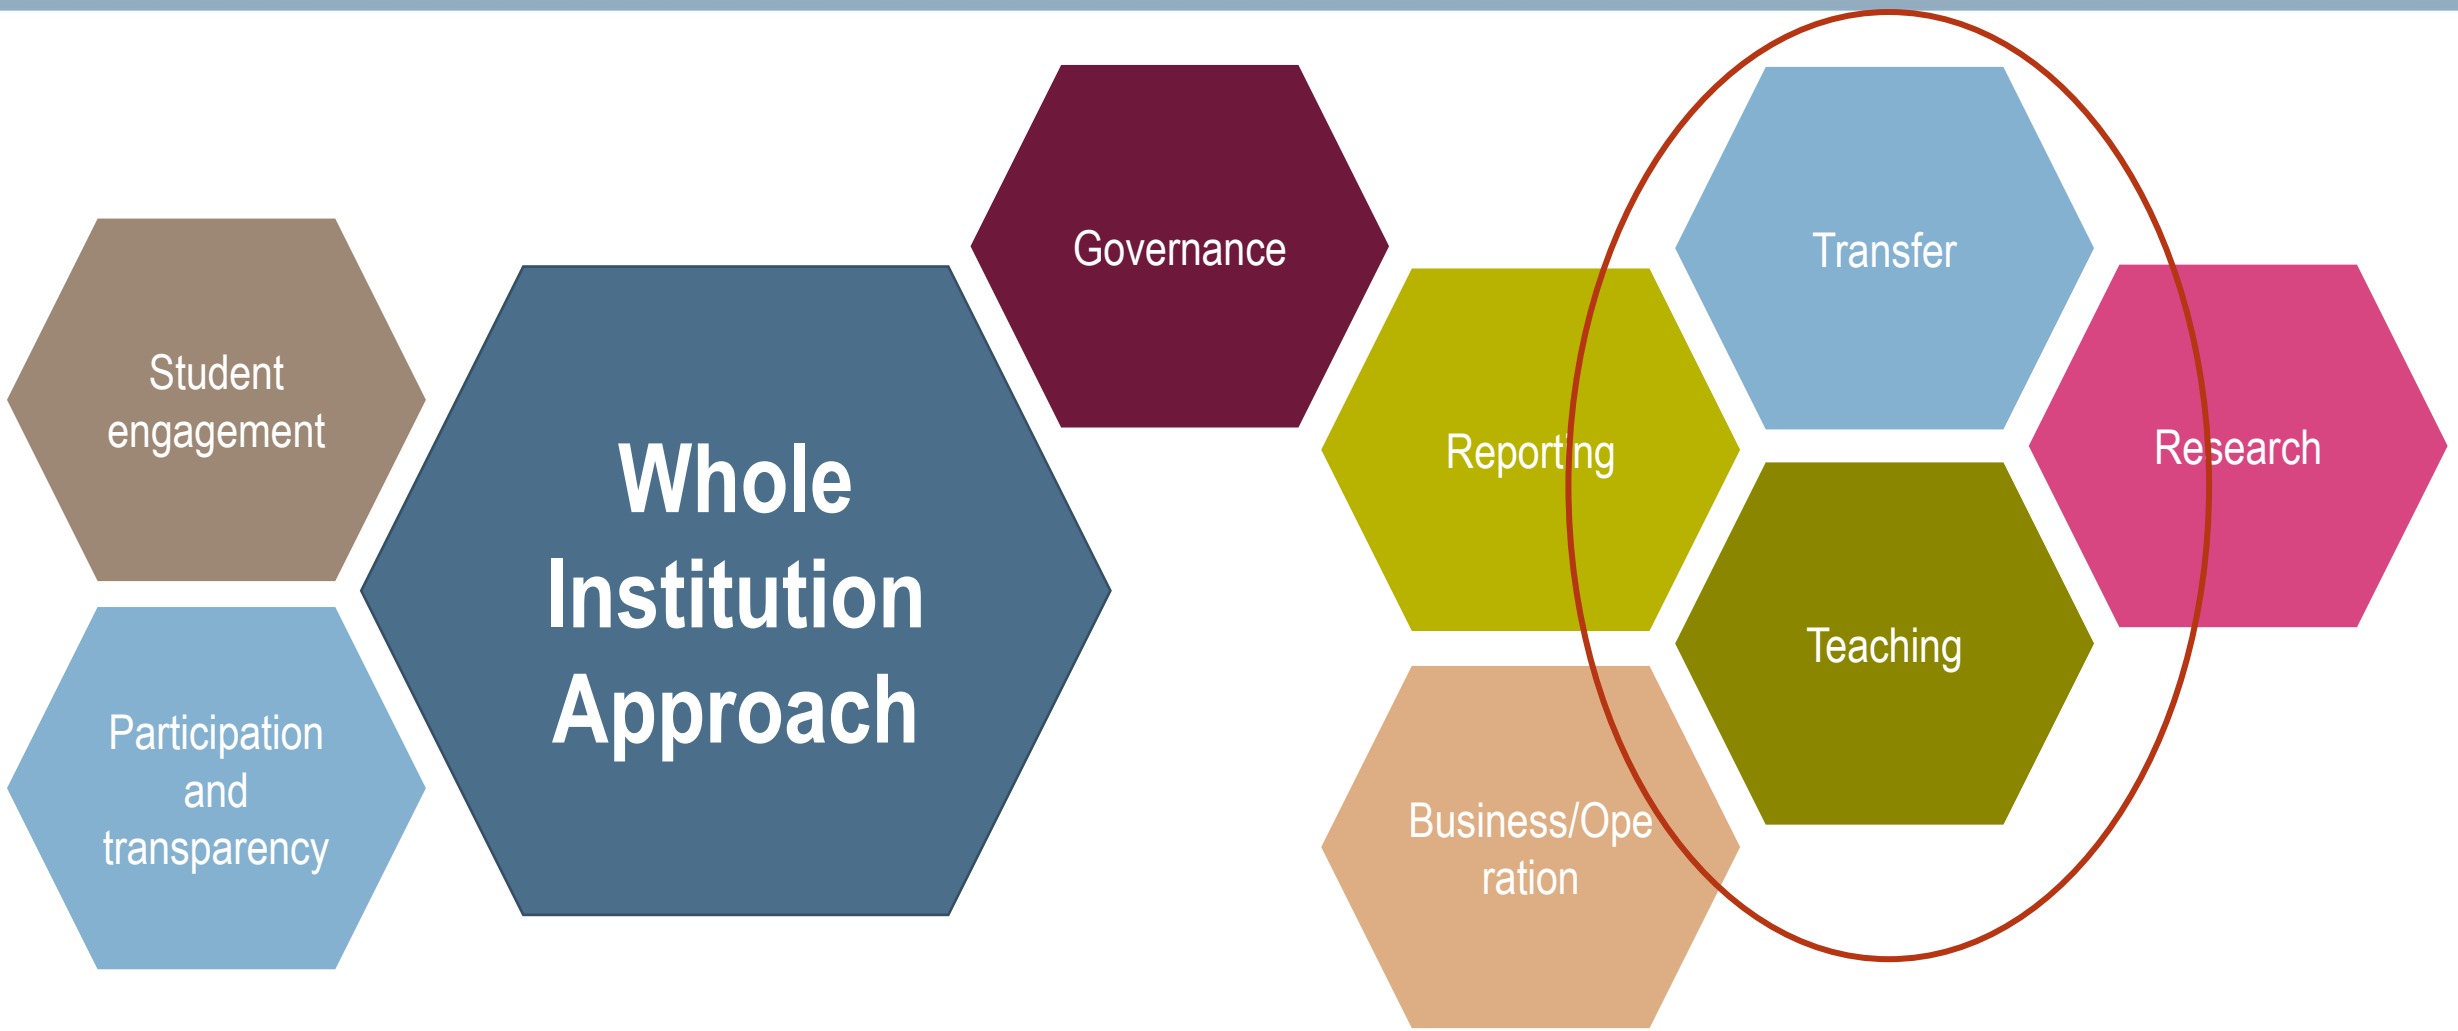 Student
engagement
Participation
and
transparency
Whole
Institution
Approach
Governance
Reporting
Business/Ope
ration
Transfer
Teaching
Research